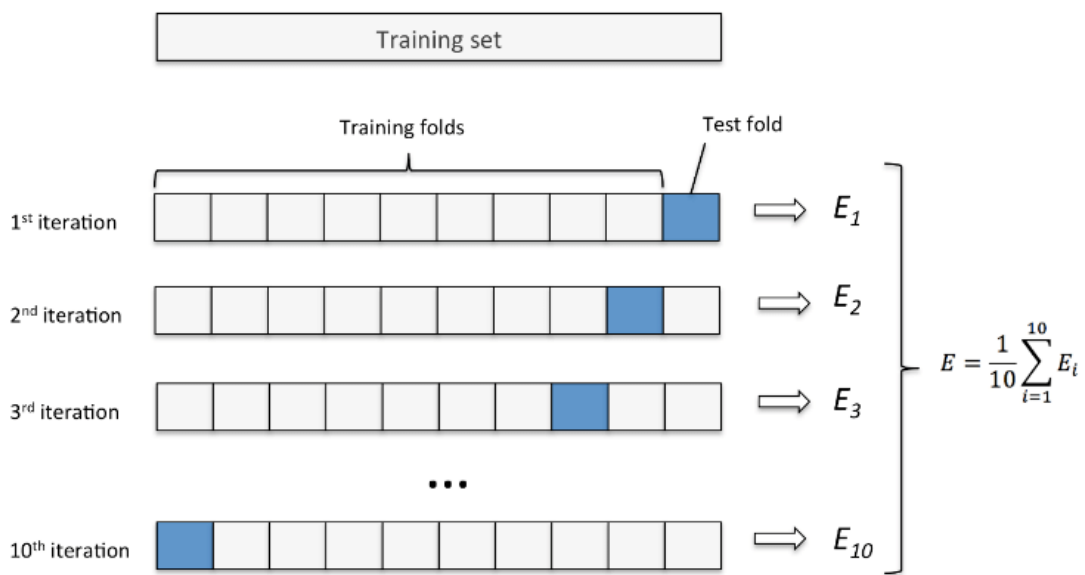 Training set
Training folds
Test fold
1st iteration
E1
2nd iteration
E2
E = 1/10 ∑ i=1 10 Ei
3rd iteration
E3
...
10th iteration
E10